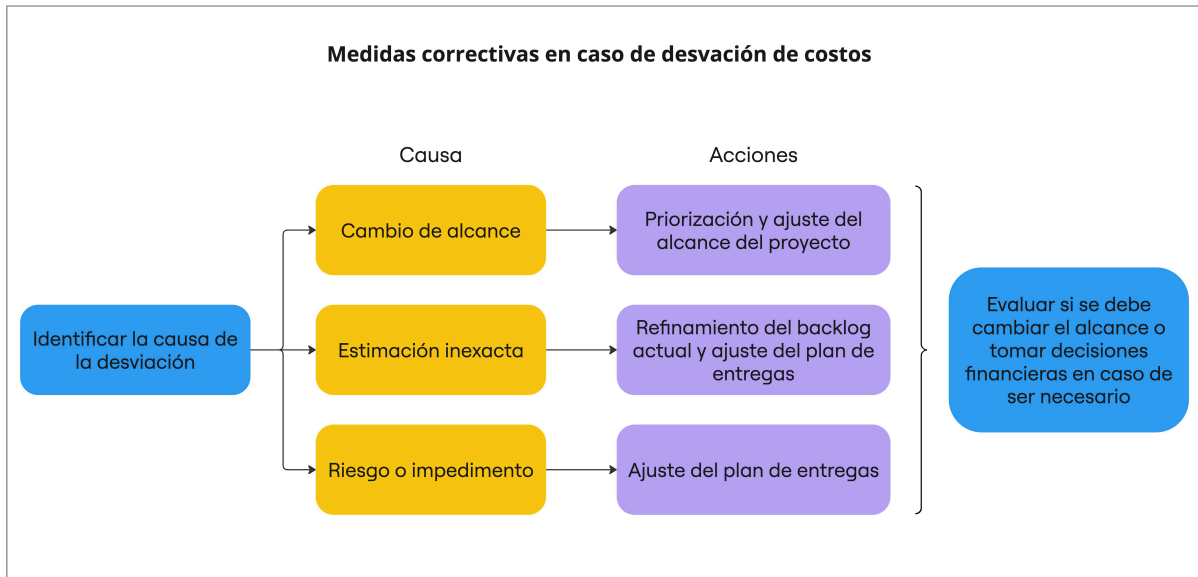 Medidas correctivas en caso de desvación de costos
Causa
Acciones
Identificar la causa de
la desviación
Cambio de alcance
Priorización y ajuste del
alcance del proyecto
Estimación inexacta
Refinamiento del backlog
actual y ajuste del plan de
entregas
Riesgo o impedimento
Ajuste del plan de entregas
Evaluar si se debe
cambiar el alcance o
tomar decisiones
financieras en caso de
ser necesario